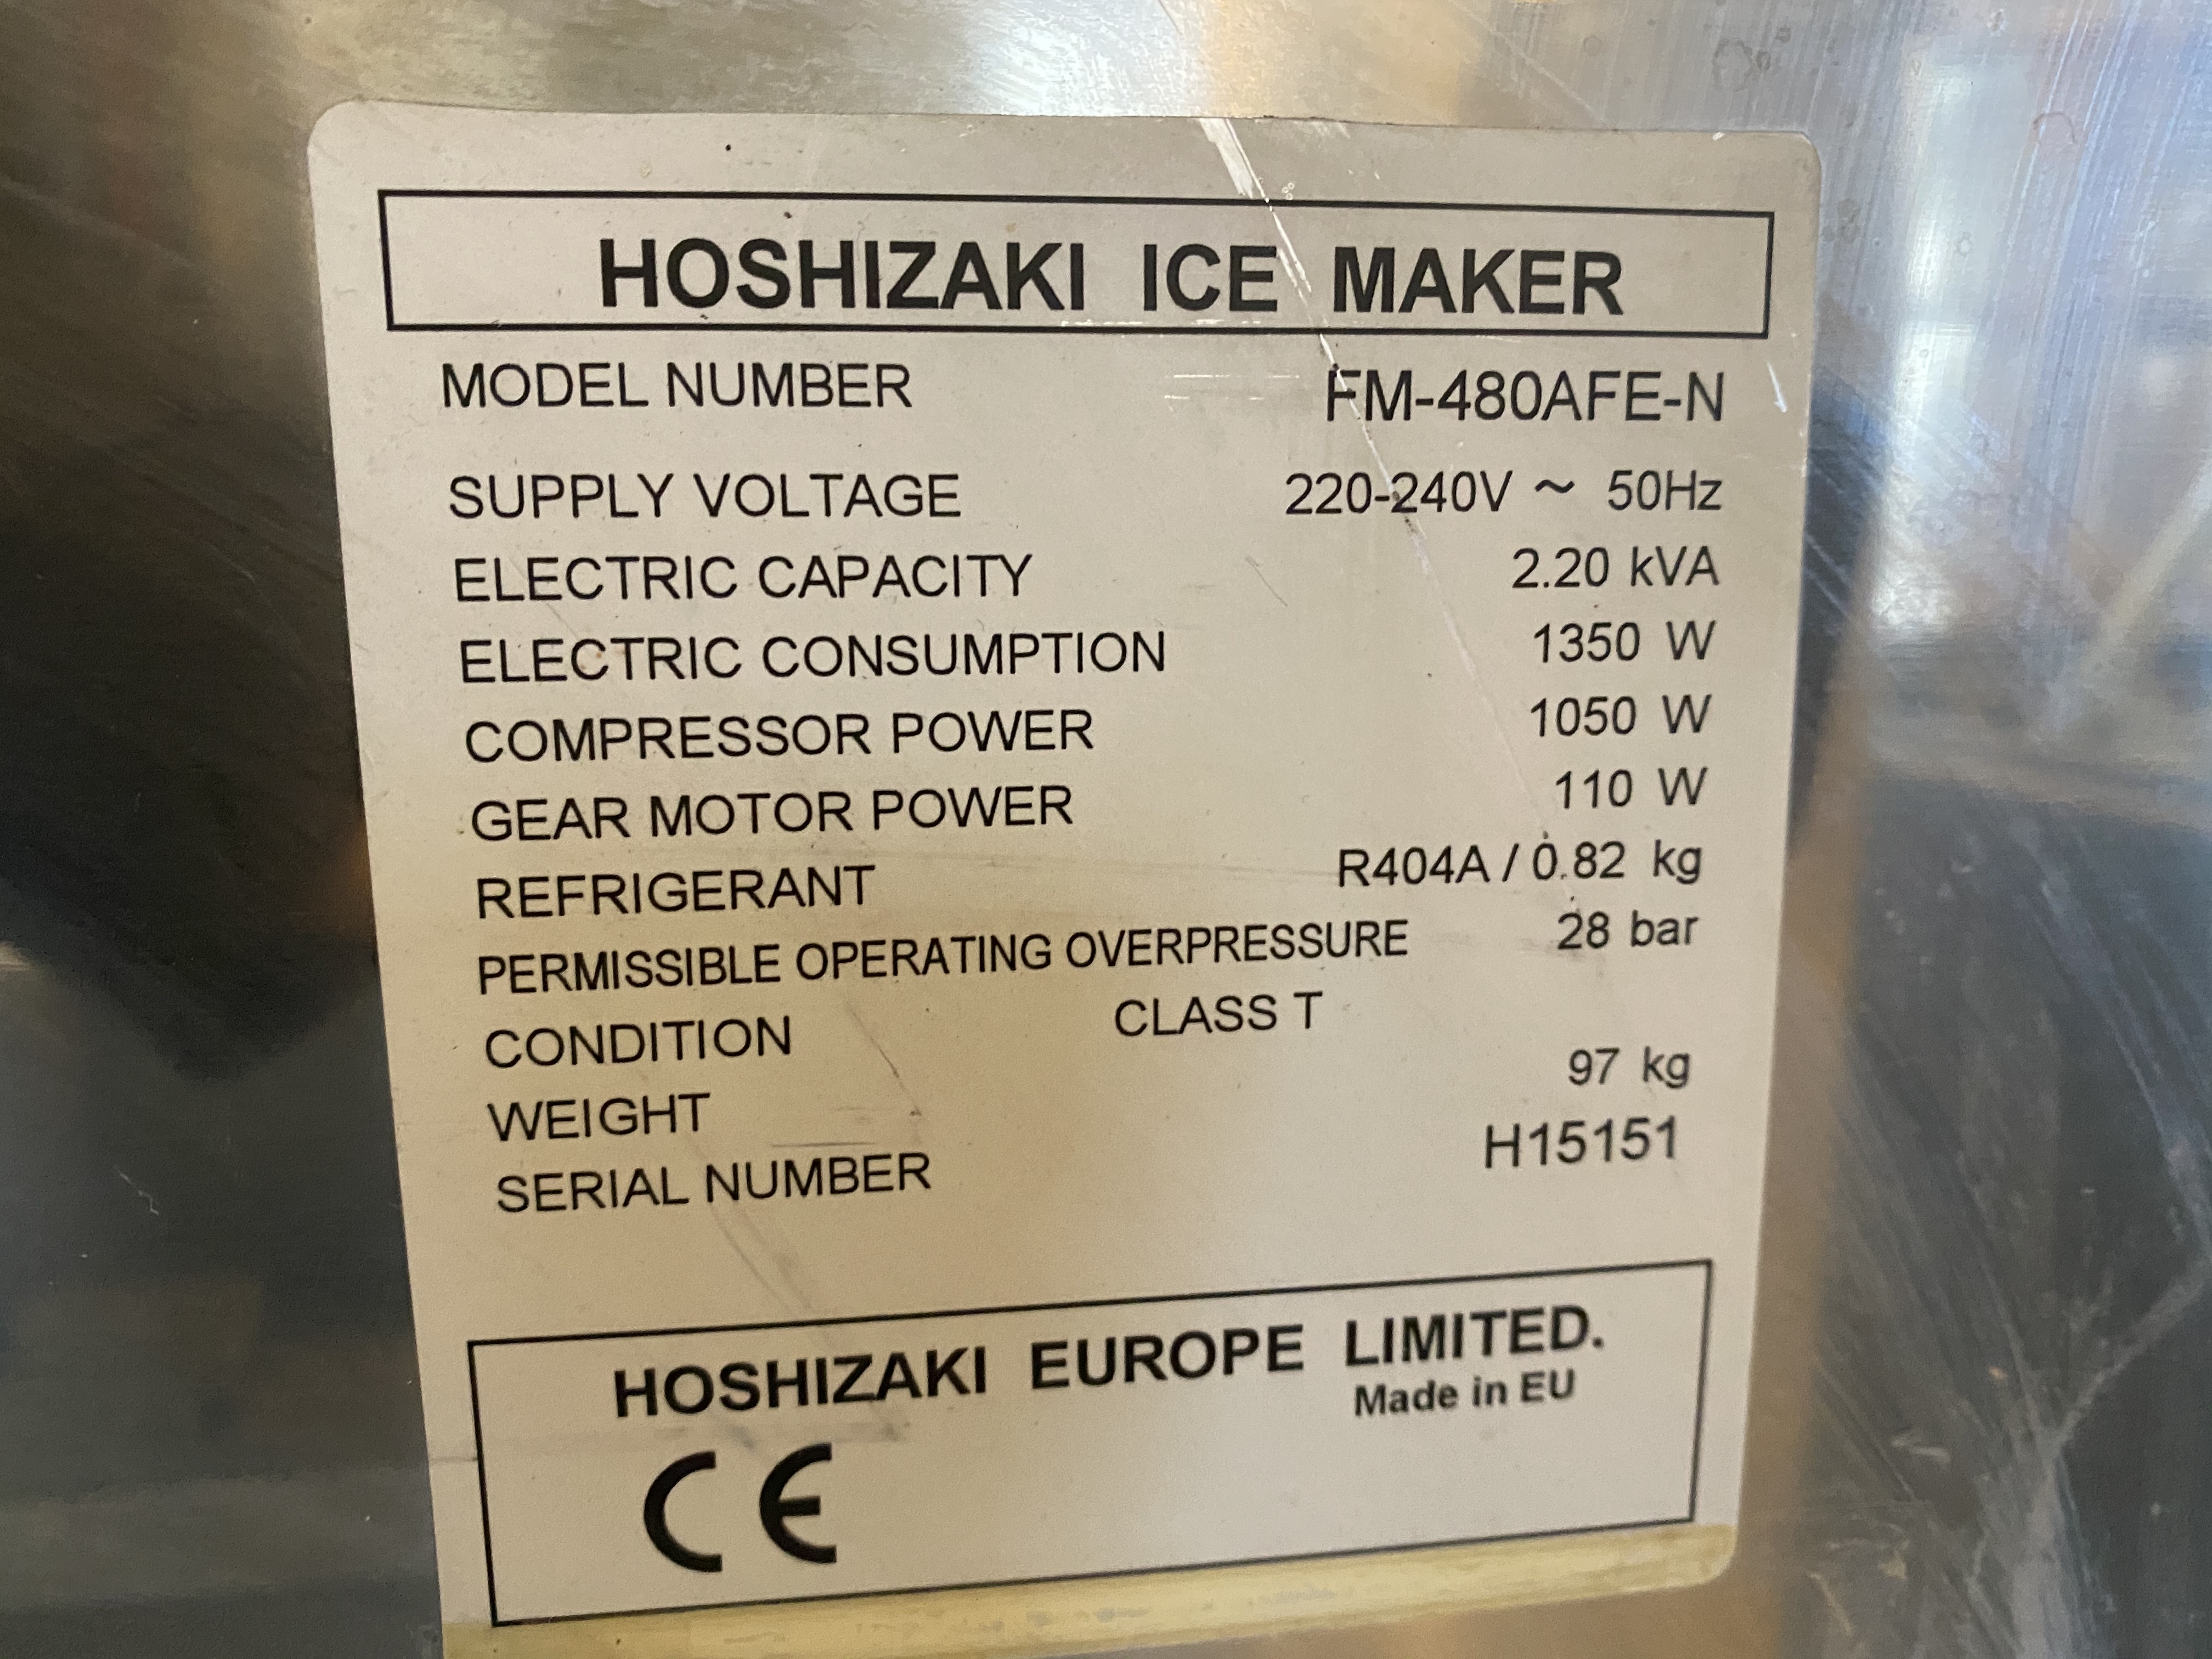 HOSHIZAKI ICE MAKER
MODEL NUMBER FM-480AFE-N
SUPPLY VOLTAGE 220-240V ~ 50Hz
ELECTRIC CAPACITY 2.20 kVA
ELECTRIC CONSUMPTION 1350 W
COMPRESSOR POWER 1050 W
GEAR MOTOR POWER 110 W
REFRIGERANT R404A / 0.82 kg
PERMISSIBLE OPERATING OVERPRESSURE 28 bar
CONDITION CLASS T
WEIGHT 97 kg
SERIAL NUMBER H15151
HOSHIZAKI EUROPE LIMITED.
Made in EU
CE